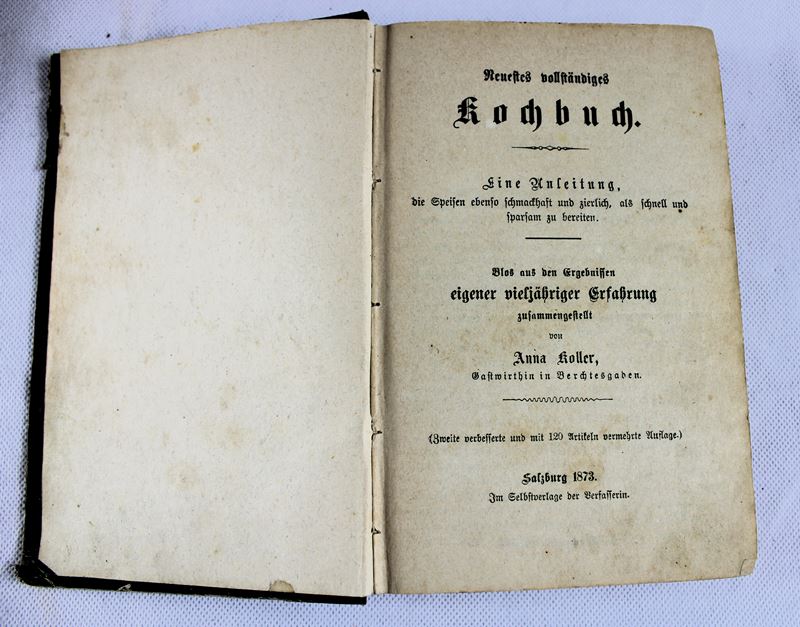 Neuestes vollständiges
Kochbuch.
Eine Anleitung,
die Speisen ebenso schmackhaft und zierlich, als schnell und
sparsam zu bereiten.
Blos aus den Ergebnissen
eigener vieljähriger Erfahrung
zusammengestellt
von
Anna Koller,
Gastwirthin in Berchtesgaden.
(Zweite verbesserte und mit 120 Artikeln vermehrte Auflage.)
Salzburg 1873.
Im Selbstverlage der Verfasserin.